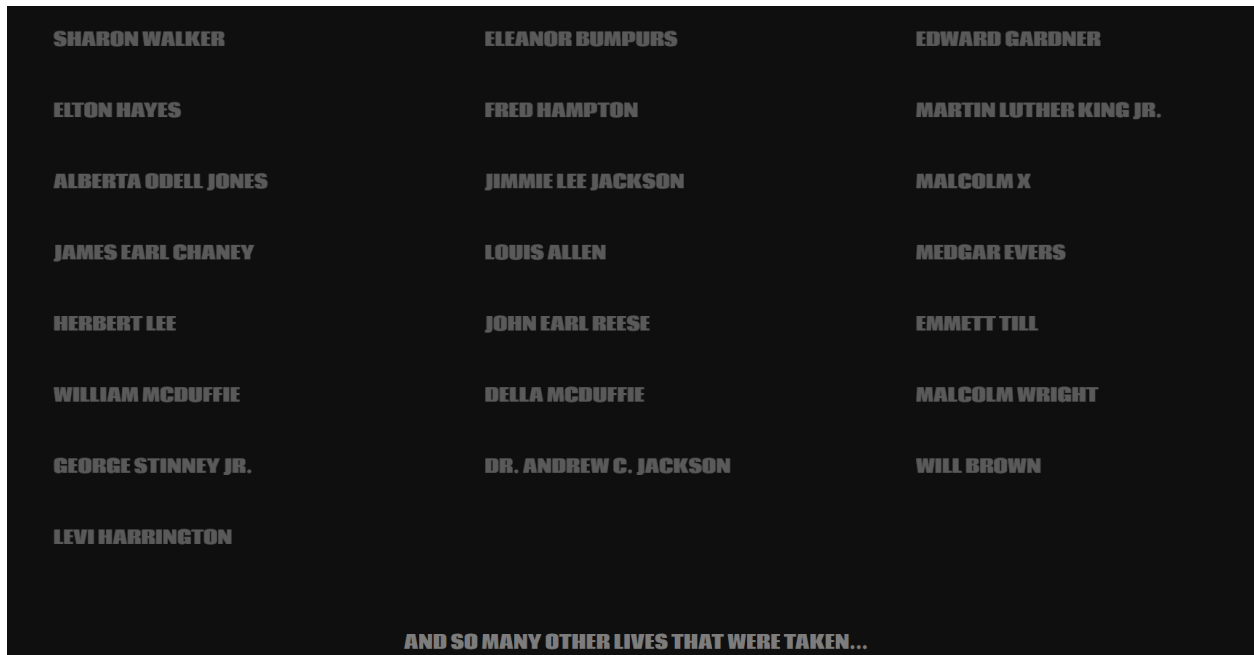 SHARON WALKER ELEANOR BUMPURS EDWARD GARDNER
ELTON HAYES FRED HAMPTON MARTIN LUTHER KING JR.
ALBERTA ODELL JONES JIMMIE LEE JACKSON MALCOLM X
JAMES EARL CHANEY LOUIS ALLEN MEDGAR EVERS
HERBERT LEE JOHN EARL REESE EMMETT TILL
WILLIAM MCDUFFIE DELLA MCDUFFIE MALCOLM WRIGHT
GEORGE STINNEY JR. DR. ANDREW C. JACKSON WILL BROWN
LEVI HARRINGTON
AND SO MANY OTHER LIVES THAT WERE TAKEN...